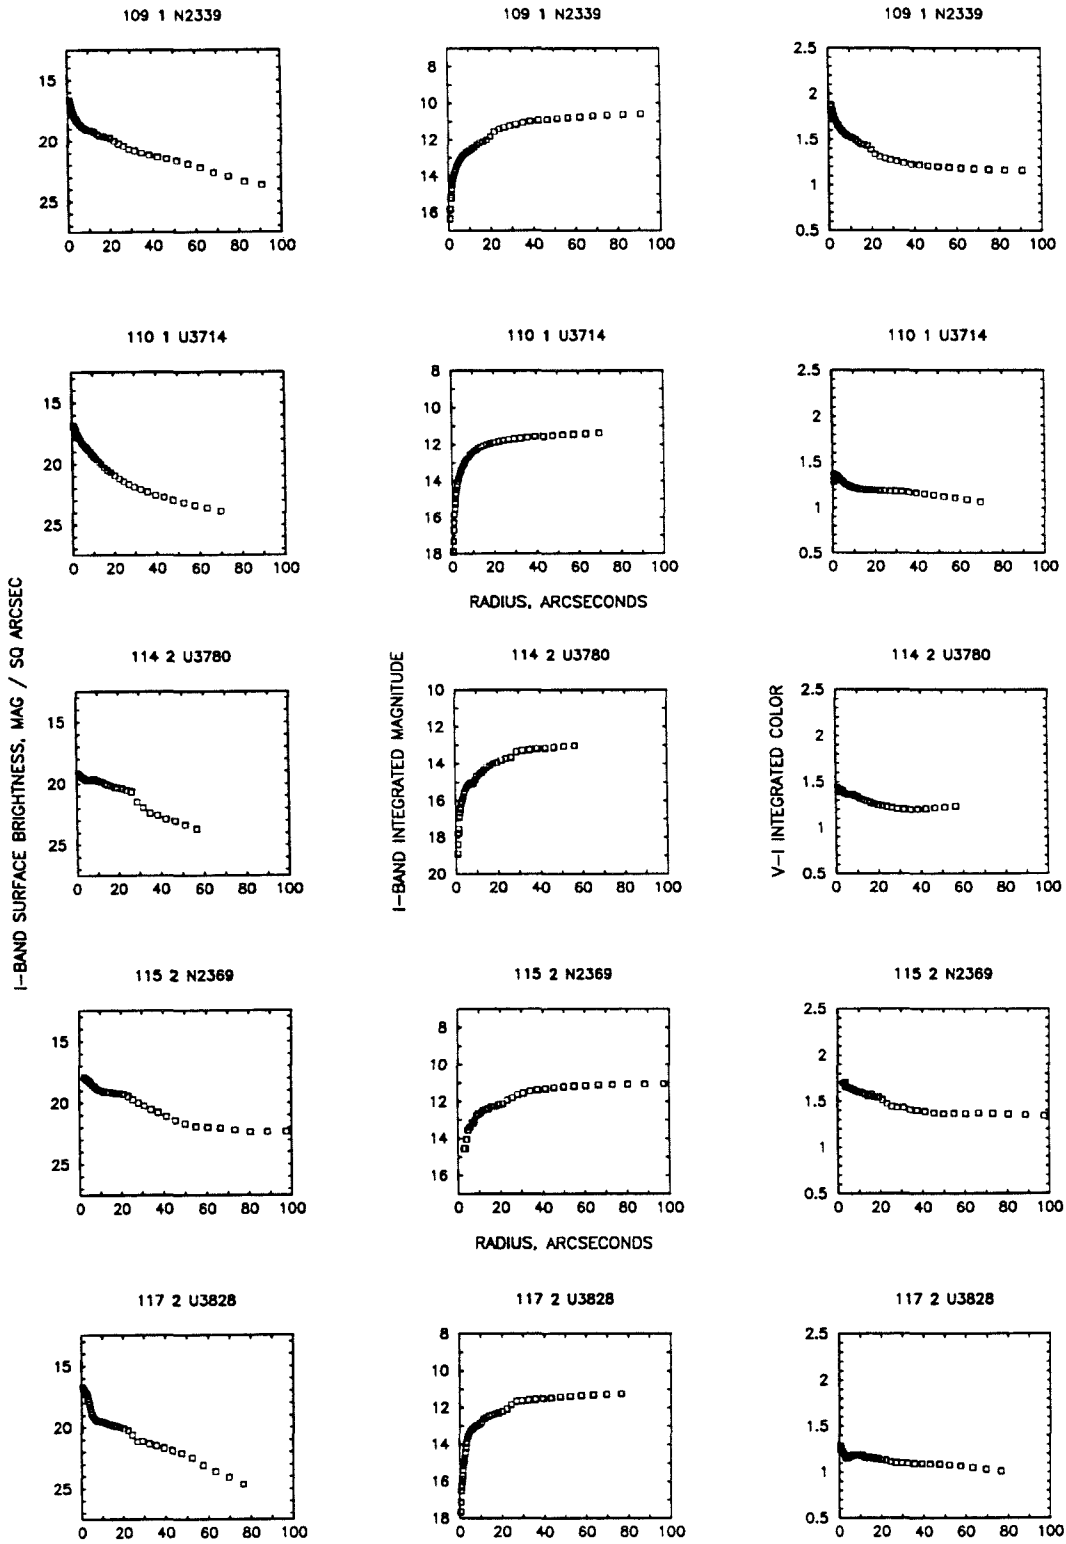 109 1 N2339
109 1 N2339
109 1 N2339
15
20
25
0 20 40 60 80 100
8
10
12
14
16
0 20 40 60 80 100
2.5
2
1.5
1
0.5
0 20 40 60 80 100
110 1 U3714
110 1 U3714
110 1 U3714
15
20
25
0 20 40 60 80 100
8
10
12
14
16
18
0 20 40 60 80 100
2.5
2
1.5
1
0.5
0 20 40 60 80 100
RADIUS, ARCSECONDS
I-BAND SURFACE BRIGHTNESS, MAG / SQ ARCSEC
I-BAND INTEGRATED MAGNITUDE
V-I INTEGRATED COLOR
114 2 U3780
114 2 U3780
114 2 U3780
15
20
25
0 20 40 60 80 100
10
12
14
16
18
20
0 20 40 60 80 100
2.5
2
1.5
1
0.5
0 20 40 60 80 100
115 2 N2369
115 2 N2369
115 2 N2369
15
20
25
0 20 40 60 80 100
8
10
12
14
16
0 20 40 60 80 100
2.5
2
1.5
1
0.5
0 20 40 60 80 100
RADIUS, ARCSECONDS
117 2 U3828
117 2 U3828
117 2 U3828
15
20
25
0 20 40 60 80 100
8
10
12
14
16
18
0 20 40 60 80 100
2.5
2
1.5
1
0.5
0 20 40 60 80 100